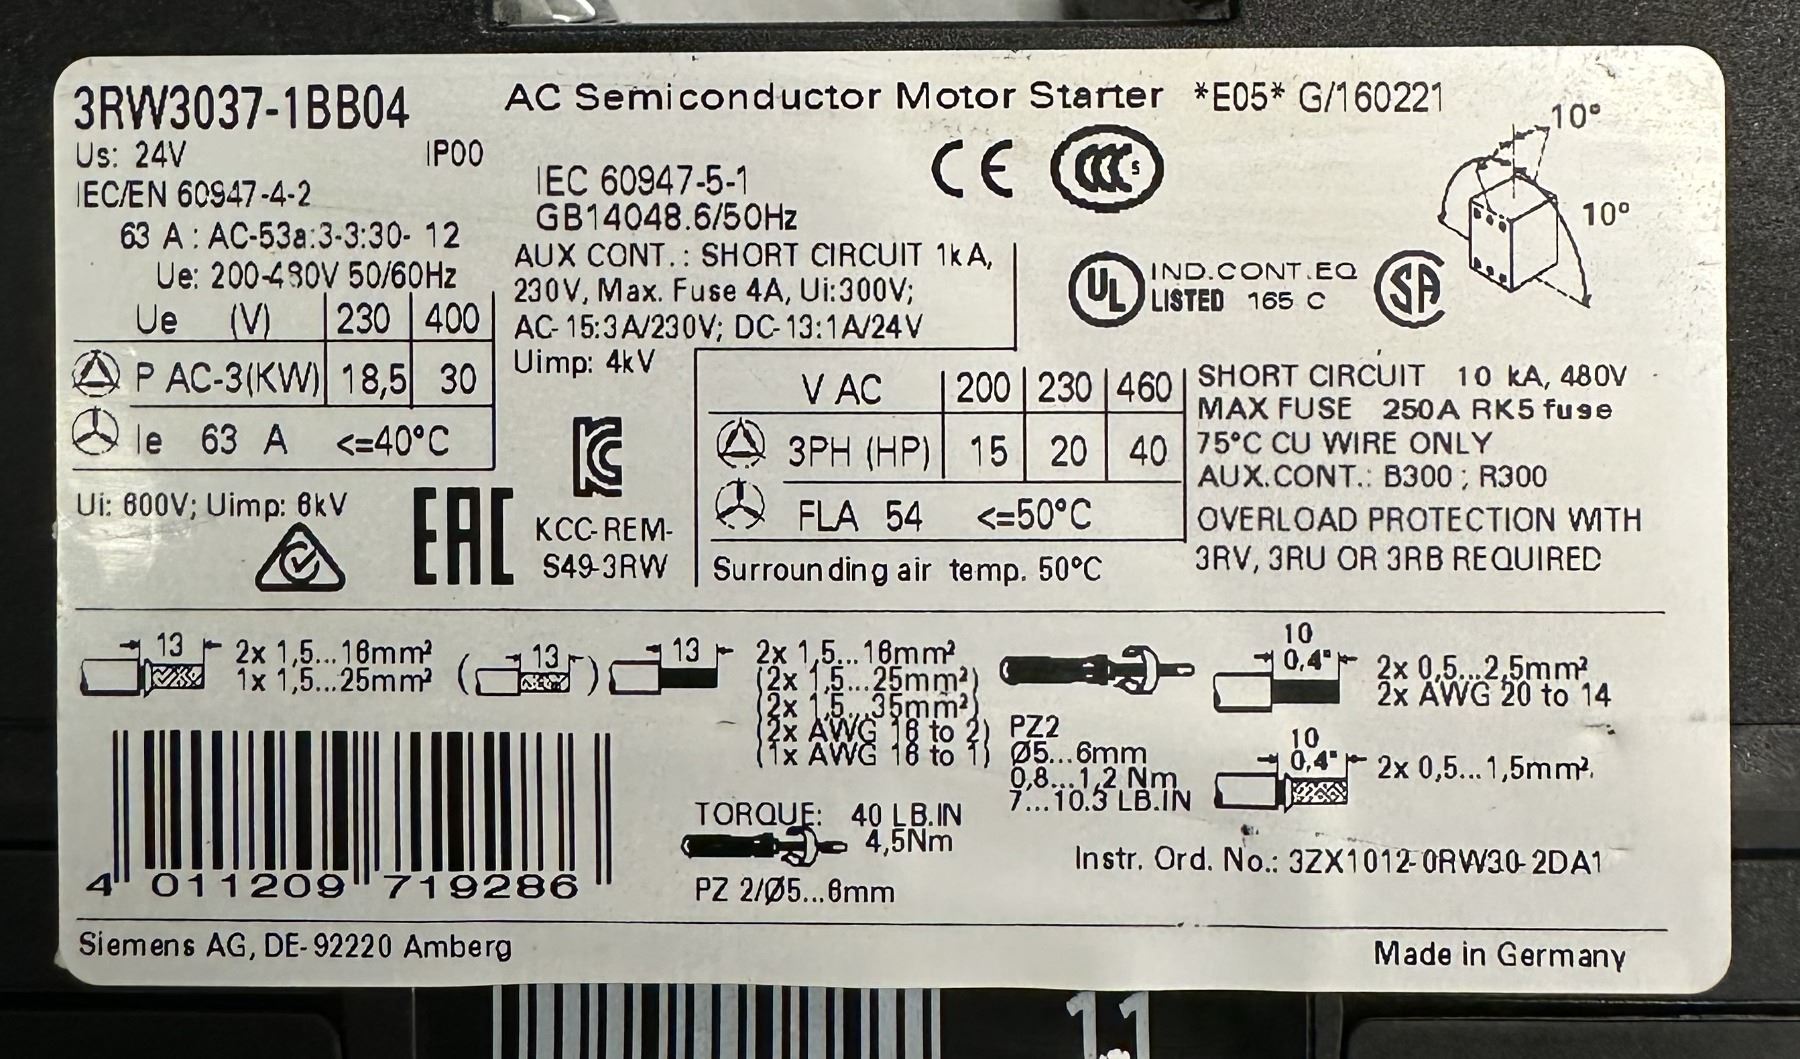 3RW3037-1BB04
AC Semiconductor Motor Starter *E05* G/160221
Us: 24V IP00
IEC/EN 60947-4-2
63 A : AC-53a:3-3:30- 12
Ue: 200-480V 50/60Hz
Ue (V) 230 400
P AC-3(KW) 18,5 30
Ie 63 A <=40°C
Ui: 600V; Uimp: 6kV
IEC 60947-5-1
GB14048.6/50Hz
AUX CONT.: SHORT CIRCUIT 1kA,
230V, Max. Fuse 4A, Ui:300V;
AC-15:3A/230V; DC-13:1A/24V
Uimp: 4kV
EAC
KC
KCC-REM-
S49-3RW
CE CCC S
10°
10°
UL IND.CONT.EQ
LISTED 165 C
SA
V AC 200 230 460
3PH (HP) 15 20 40
FLA 54 <=50°C
Surrounding air temp. 50°C
SHORT CIRCUIT 10 kA, 480V
MAX FUSE 250A RK5 fuse
75°C CU WIRE ONLY
AUX.CONT.: B300 ; R300
OVERLOAD PROTECTION WITH
3RV, 3RU OR 3RB REQUIRED
13 2x 1,5...16mm²
1x 1,5...25mm²
( 13 )
13 2x 1,5...16mm²
(2x 1,5...25mm²)
(2x 1,5...35mm²)
(2x AWG 16 to 2)
(1x AWG 16 to 1)
TORQUE: 40 LB.IN
4,5Nm
PZ 2/Ø5...6mm
PZ2
Ø5...6mm
0,8...1,2 Nm
7...10.3 LB.IN
10
0,4" 2x 0,5...2,5mm²
2x AWG 20 to 14
10
0,4" 2x 0,5...1,5mm²
Instr. Ord. No.: 3ZX1012-0RW30-2DA1
4 011209 719286
Siemens AG, DE-92220 Amberg
Made in Germany